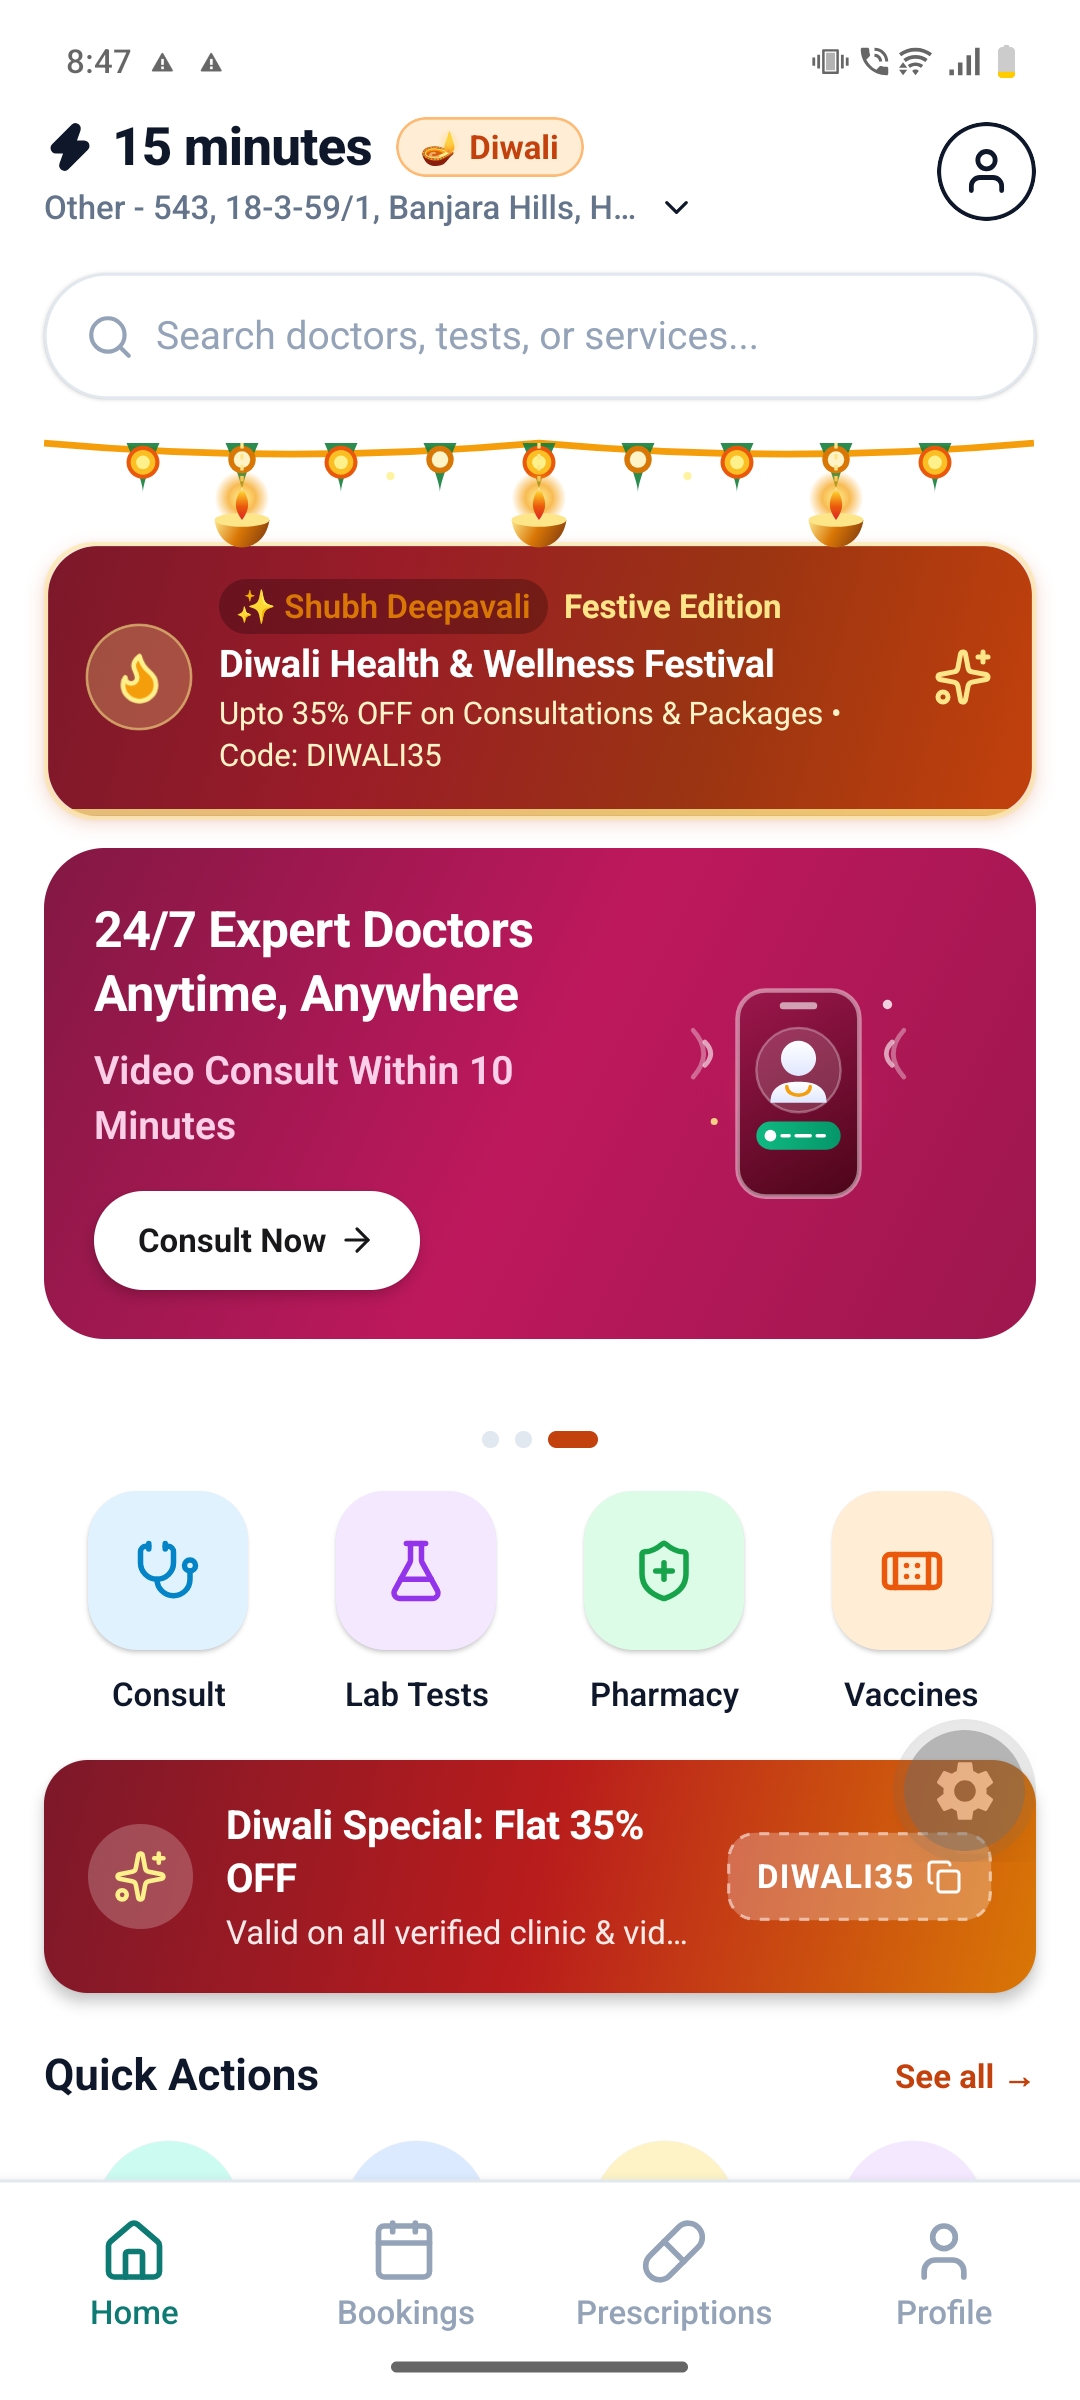 8:47
15 minutes
Diwali
Other - 543, 18-3-59/1, Banjara Hills, H...
Search doctors, tests, or services...
✨ Shubh Deepavali Festive Edition
Diwali Health & Wellness Festival
Upto 35% OFF on Consultations & Packages •
Code: DIWALI35
24/7 Expert Doctors
Anytime, Anywhere
Video Consult Within 10
Minutes
Consult Now →
Consult Lab Tests Pharmacy Vaccines
Diwali Special: Flat 35%
OFF
Valid on all verified clinic & vid...
DIWALI35
Quick Actions
See all →
Home Bookings Prescriptions Profile